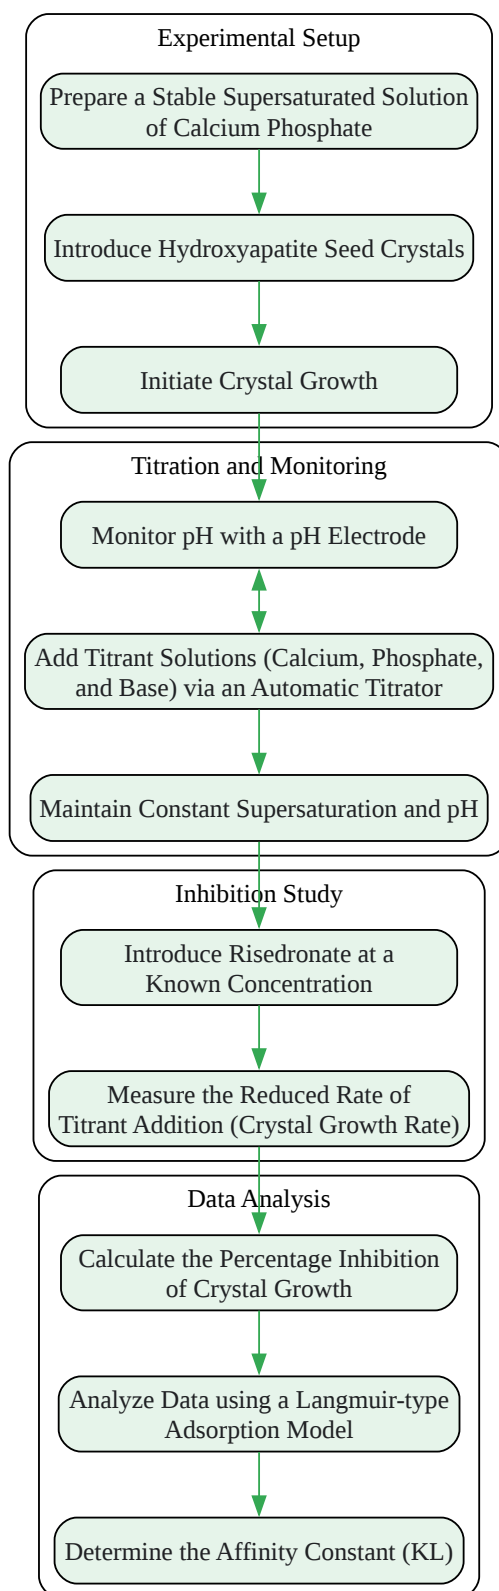 Experimental Setup
Prepare a Stable Supersaturated Solution
of Calcium Phosphate
Introduce Hydroxyapatite Seed Crystals
Initiate Crystal Growth
Titration and Monitoring
Monitor pH with a pH Electrode
Add Titrant Solutions (Calcium, Phosphate,
and Base) via an Automatic Titrator
Maintain Constant Supersaturation and pH
Inhibition Study
Introduce Risedronate at a
Known Concentration
Measure the Reduced Rate of
Titrant Addition (Crystal Growth Rate)
Data Analysis
Calculate the Percentage Inhibition
of Crystal Growth
Analyze Data using a Langmuir-type
Adsorption Model
Determine the Affinity Constant (KL)